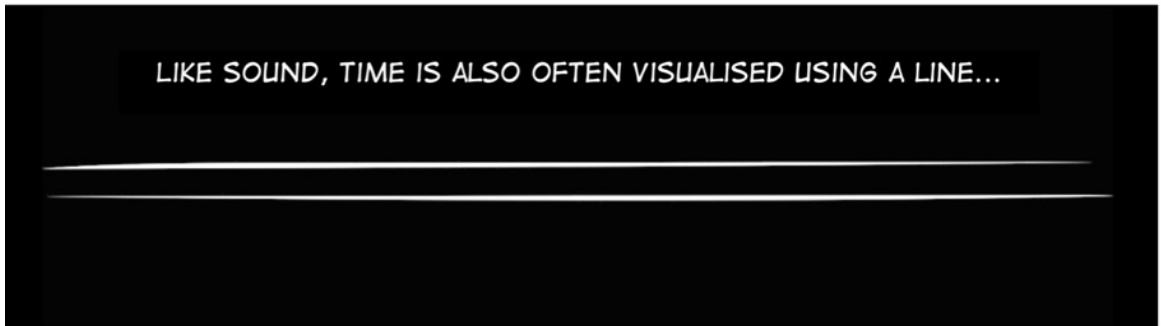 LIKE SOUND, TIME IS ALSO OFTEN VISUALISED USING A LINE...